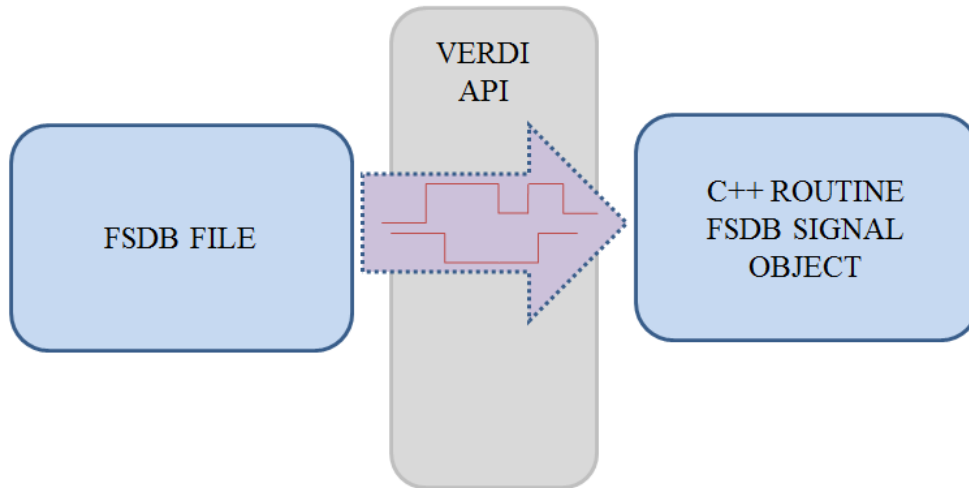 VERDI
API
FSDB FILE
C++ ROUTINE
FSDB SIGNAL
OBJECT